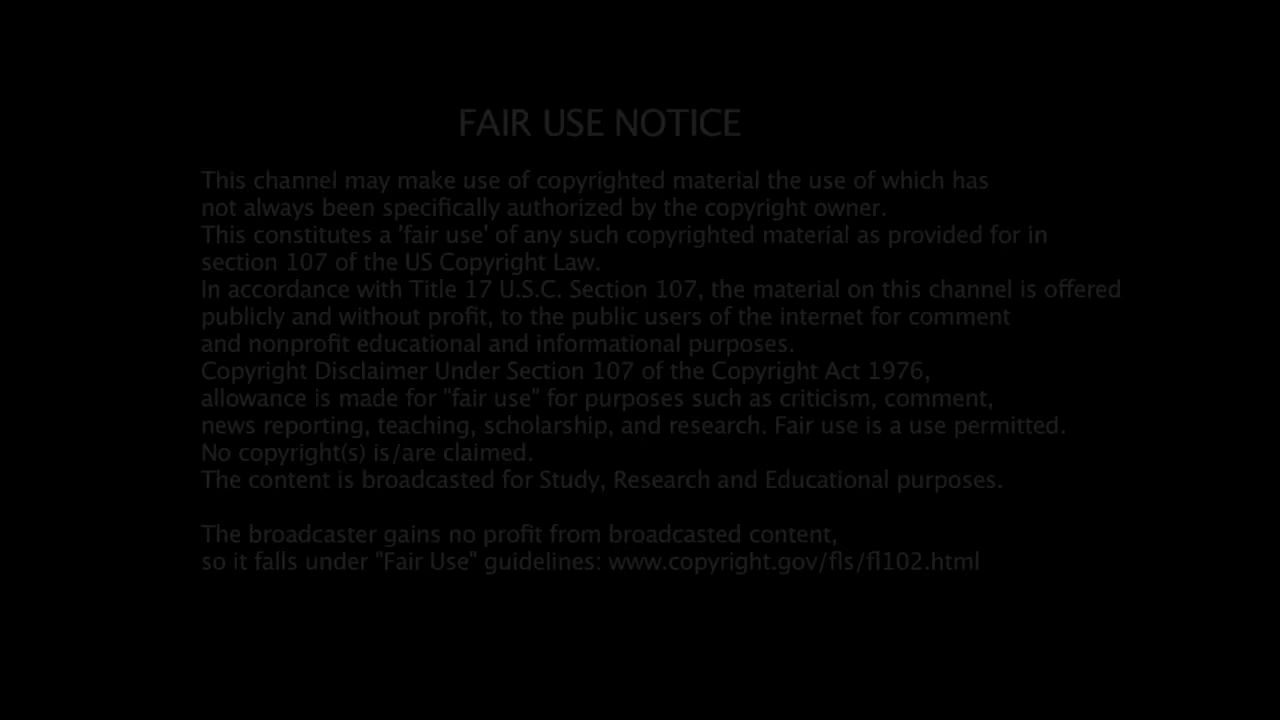 FAIR USE NOTICE
This channel may make use of copyrighted material the use of which has
not always been specifically authorized by the copyright owner.
This constitutes a 'fair use' of any such copyrighted material as provided for in
section 107 of the US Copyright Law.
In accordance with Title 17 U.S.C. Section 107, the material on this channel is offered
publicly and without profit, to the public users of the internet for comment
and nonprofit educational and informational purposes.
Copyright Disclaimer Under Section 107 of the Copyright Act 1976,
allowance is made for "fair use" for purposes such as criticism, comment,
news reporting, teaching, scholarship, and research. Fair use is a use permitted.
No copyright(s) is/are claimed.
The content is broadcasted for Study, Research and Educational purposes.
The broadcaster gains no profit from broadcasted content,
so it falls under "Fair Use" guidelines: www.copyright.gov/fls/fl102.html